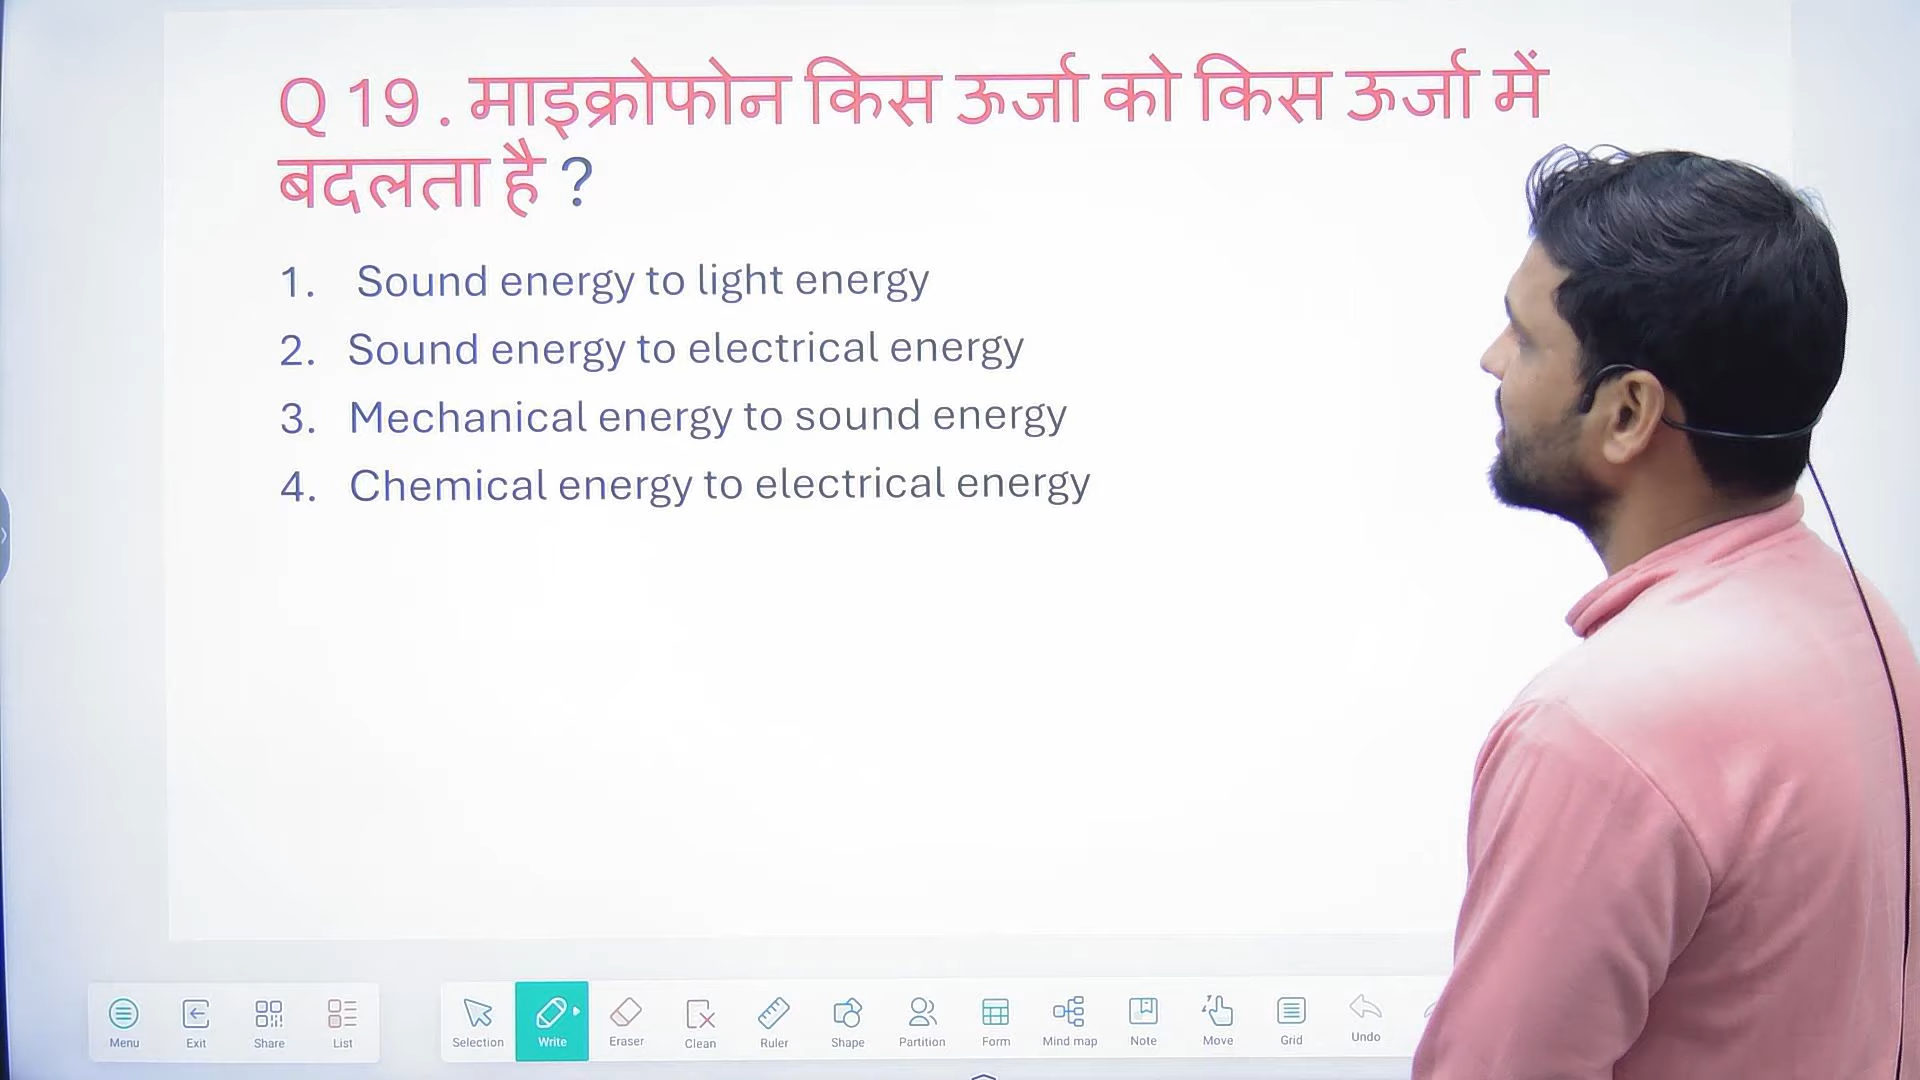 Q 19 . माइक्रोफोन किस ऊर्जा को किस ऊर्जा में
बदलता है ?
1. Sound energy to light energy
2. Sound energy to electrical energy
3. Mechanical energy to sound energy
4. Chemical energy to electrical energy
Menu Exit Share List Selection Write Eraser Clean Ruler Shape Partition Form Mind map Note Move Grid Undo